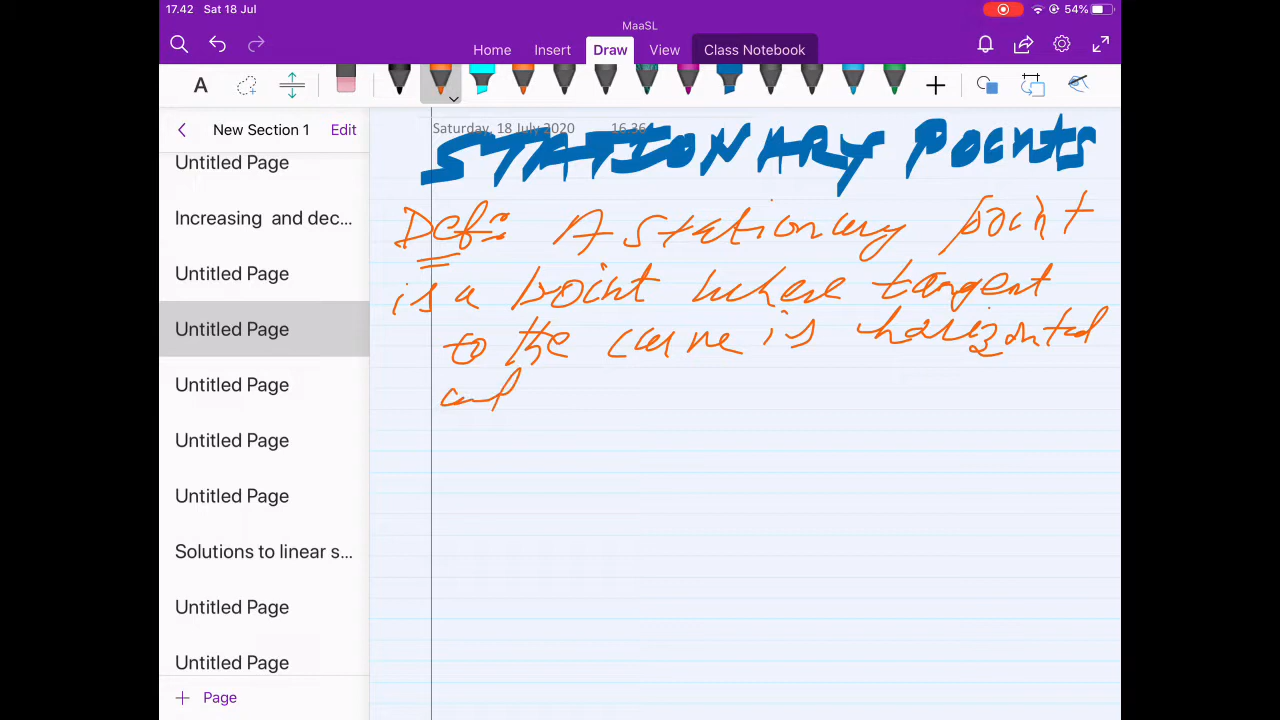 17.42 Sat 18 Jul
54%
MaaSL
Home Insert Draw View Class Notebook
A
New Section 1 Edit
Untitled Page
Increasing and dec...
Untitled Page
Untitled Page
Untitled Page
Untitled Page
Untitled Page
Solutions to linear s...
Untitled Page
Untitled Page
+ Page
Saturday, 18 July 2020 16:36
STATIONARY Points
Def: A stationary point
is a point where tangent
to the curve is horizontal